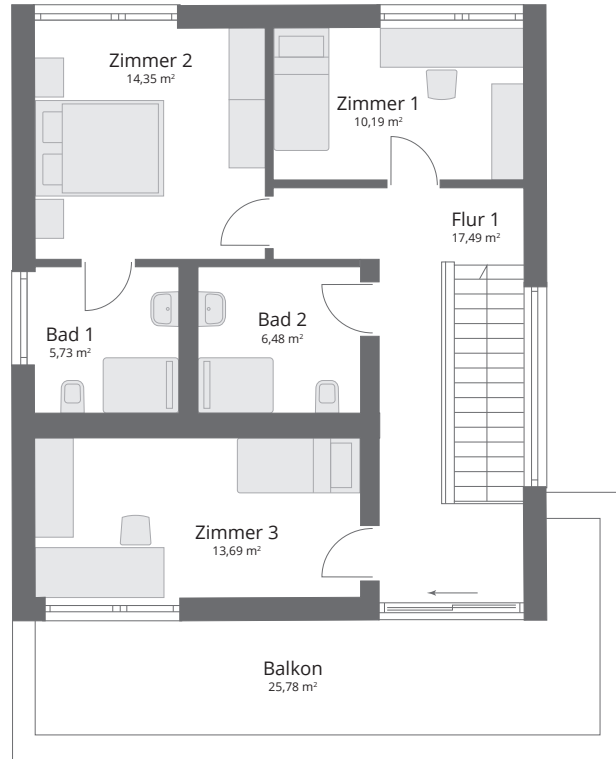 Zimmer 2
14,35 m²
Zimmer 1
10,19 m²
Flur 1
17,49 m²
Bad 1
5,73 m²
Bad 2
6,48 m²
Zimmer 3
13,69 m²
Balkon
25,78 m²